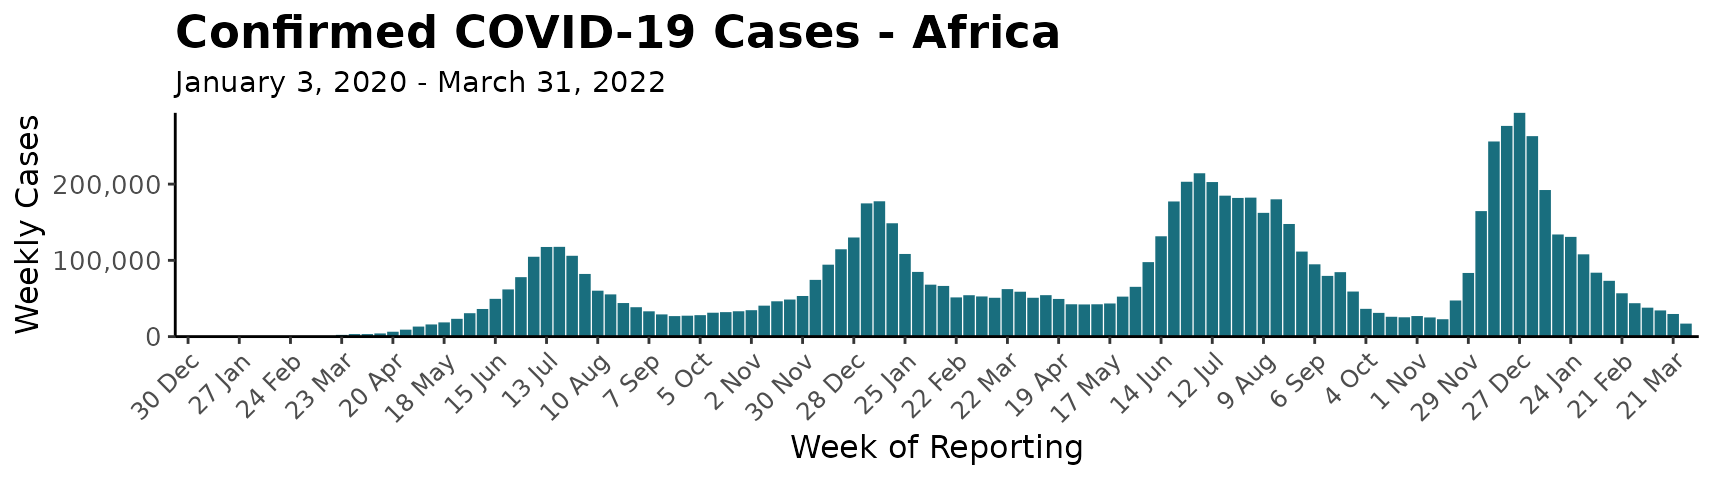 Confirmed COVID-19 Cases - Africa
January 3, 2020 - March 31, 2022
Weekly Cases
200,000
100,000
0
30 Dec
27 Jan
24 Feb
23 Mar
20 Apr
18 May
15 Jun
13 Jul
10 Aug
7 Sep
5 Oct
2 Nov
30 Nov
28 Dec
25 Jan
22 Feb
22 Mar
19 Apr
17 May
14 Jun
12 Jul
9 Aug
6 Sep
4 Oct
1 Nov
29 Nov
27 Dec
24 Jan
21 Feb
21 Mar
Week of Reporting